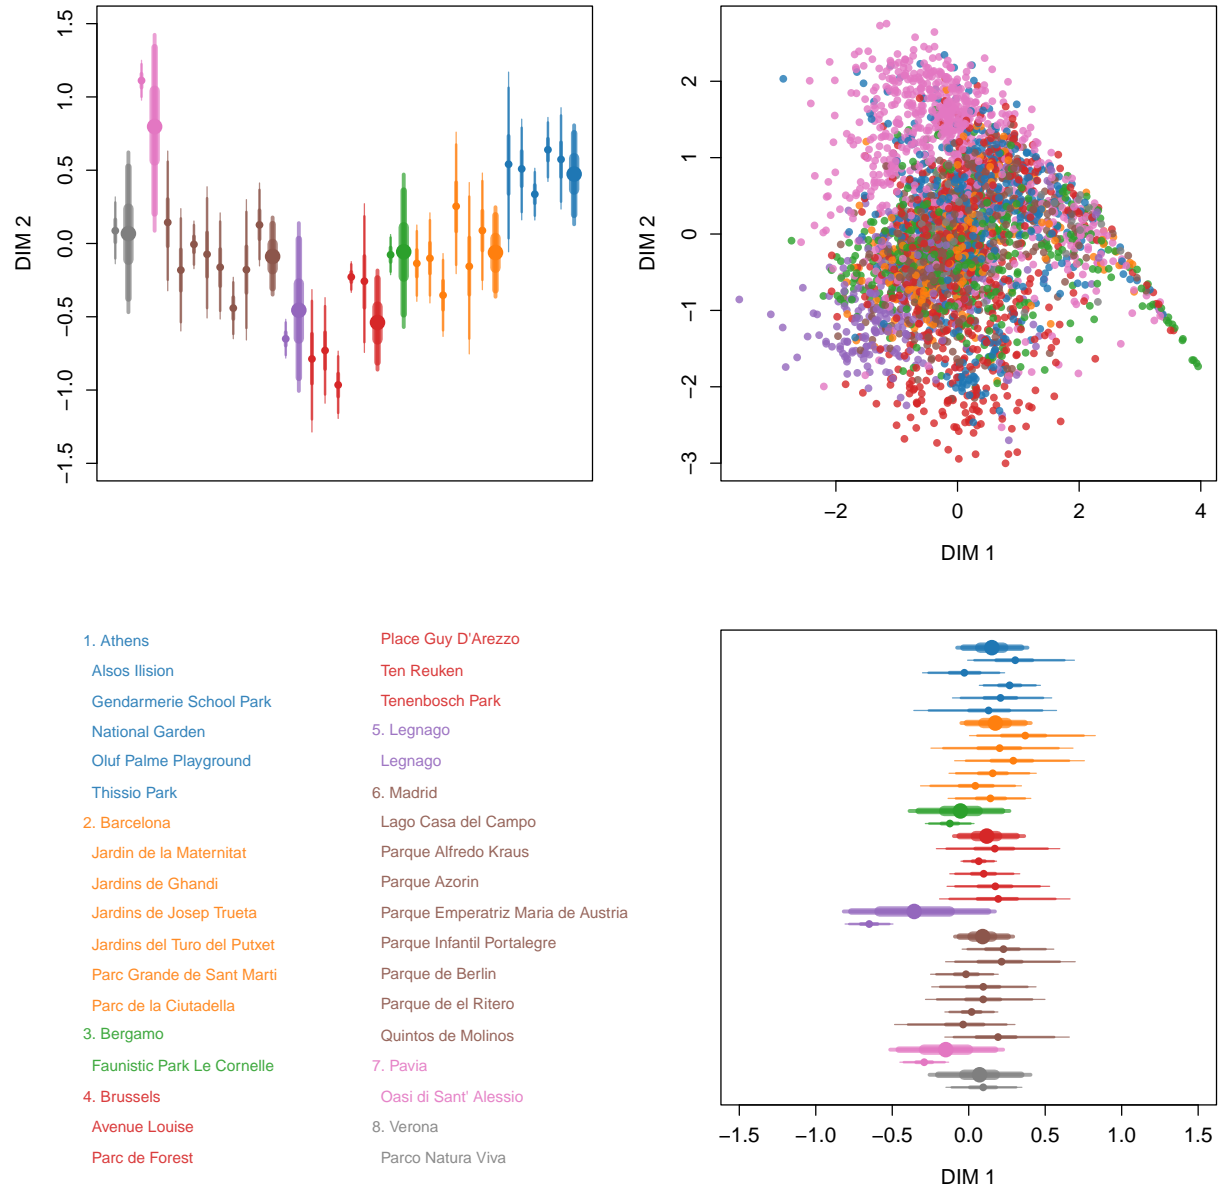 1.5
1.0
0.5
0.0
−0.5
−1.0
−1.5
DIM 2
2
1
0
−1
−2
−3
DIM 2
−2 0 2 4
DIM 1
1. Athens
Alsos Ilision
Gendarmerie School Park
National Garden
Oluf Palme Playground
Thissio Park
2. Barcelona
Jardin de la Maternitat
Jardins de Ghandi
Jardins de Josep Trueta
Jardins del Turo del Putxet
Parc Grande de Sant Marti
Parc de la Ciutadella
3. Bergamo
Faunistic Park Le Cornelle
4. Brussels
Avenue Louise
Parc de Forest
Place Guy D'Arezzo
Ten Reuken
Tenenbosch Park
5. Legnago
Legnago
6. Madrid
Lago Casa del Campo
Parque Alfredo Kraus
Parque Azorin
Parque Emperatriz Maria de Austria
Parque Infantil Portalegre
Parque de Berlin
Parque de el Ritero
Quintos de Molinos
7. Pavia
Oasi di Sant' Alessio
8. Verona
Parco Natura Viva
−1.5 −1.0 −0.5 0.0 0.5 1.0 1.5
DIM 1